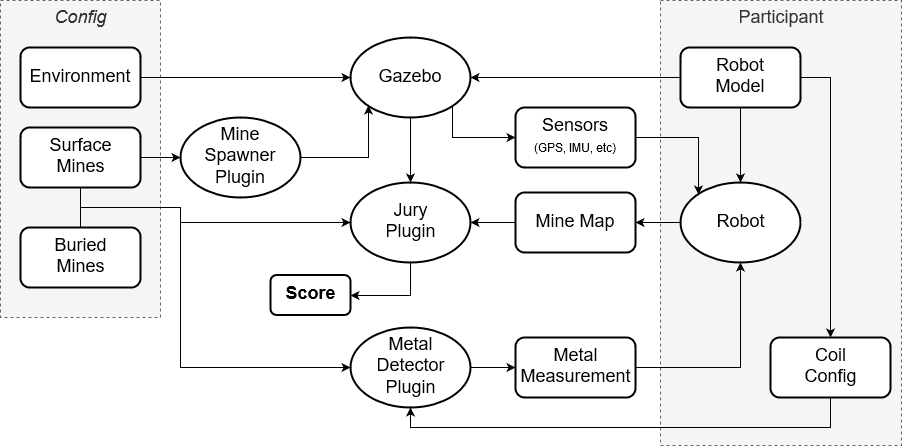 Config
Participant
Environment
Gazebo
Robot
Model
Surface
Mines
Mine
Spawner
Plugin
Sensors
(GPS, IMU, etc)
Jury
Plugin
Mine Map
Robot
Buried
Mines
Score
Metal
Detector
Plugin
Metal
Measurement
Coil
Config